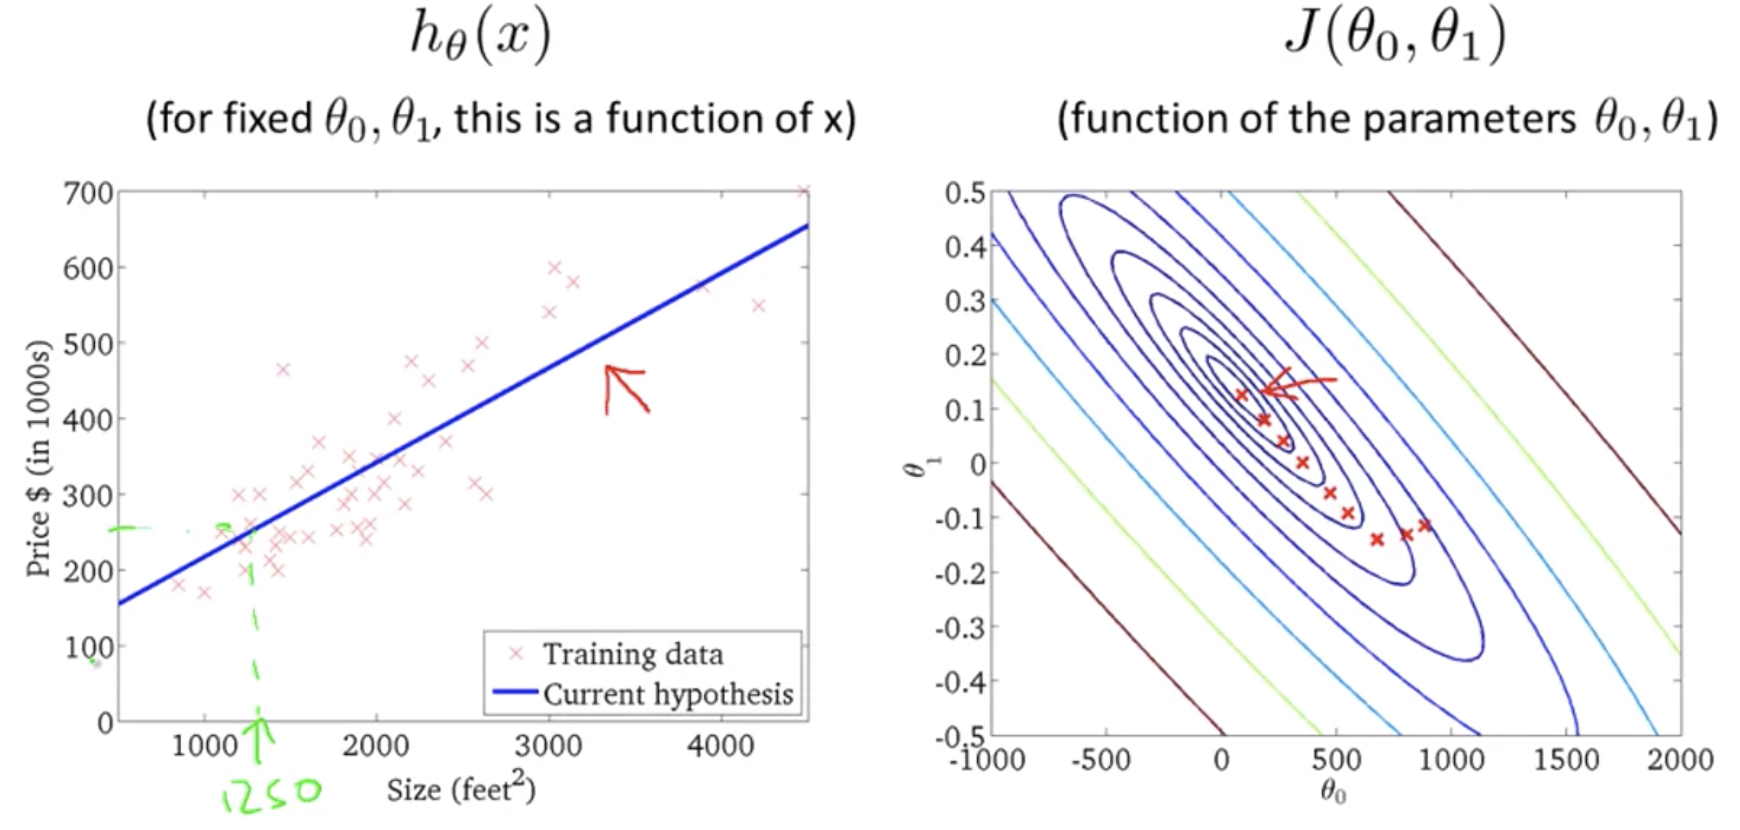 h_θ(x)
(for fixed θ₀, θ₁, this is a function of x)
700
600
500
400
300
200
100
0
Price $ (in 1000s)
1000 2000 3000 4000
Size (feet²)
Training data
Current hypothesis
1250
J(θ₀, θ₁)
(function of the parameters θ₀, θ₁)
0.5
0.4
0.3
0.2
0.1
0
-0.1
-0.2
-0.3
-0.4
-0.5
θ₁
-1000 -500 0 500 1000 1500 2000
θ₀